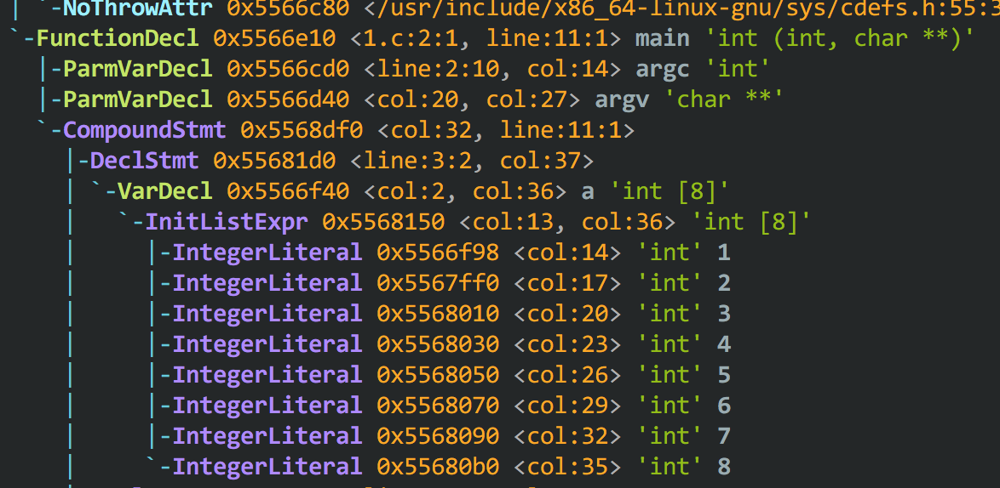 | `-NoThrowAttr 0x5566c80 </usr/include/x86_64-linux-gnu/sys/cdefs.h:55:3
`-FunctionDecl 0x5566e10 <1.c:2:1, line:11:1> main 'int (int, char **)'
  |-ParmVarDecl 0x5566cd0 <line:2:10, col:14> argc 'int'
  |-ParmVarDecl 0x5566d40 <col:20, col:27> argv 'char **'
  `-CompoundStmt 0x5568df0 <col:32, line:11:1>
    |-DeclStmt 0x55681d0 <line:3:2, col:37>
    | `-VarDecl 0x5566f40 <col:2, col:36> a 'int [8]'
    |   `-InitListExpr 0x5568150 <col:13, col:36> 'int [8]'
    |     |-IntegerLiteral 0x5566f98 <col:14> 'int' 1
    |     |-IntegerLiteral 0x5567ff0 <col:17> 'int' 2
    |     |-IntegerLiteral 0x5568010 <col:20> 'int' 3
    |     |-IntegerLiteral 0x5568030 <col:23> 'int' 4
    |     |-IntegerLiteral 0x5568050 <col:26> 'int' 5
    |     |-IntegerLiteral 0x5568070 <col:29> 'int' 6
    |     |-IntegerLiteral 0x5568090 <col:32> 'int' 7
    |     `-IntegerLiteral 0x55680b0 <col:35> 'int' 8